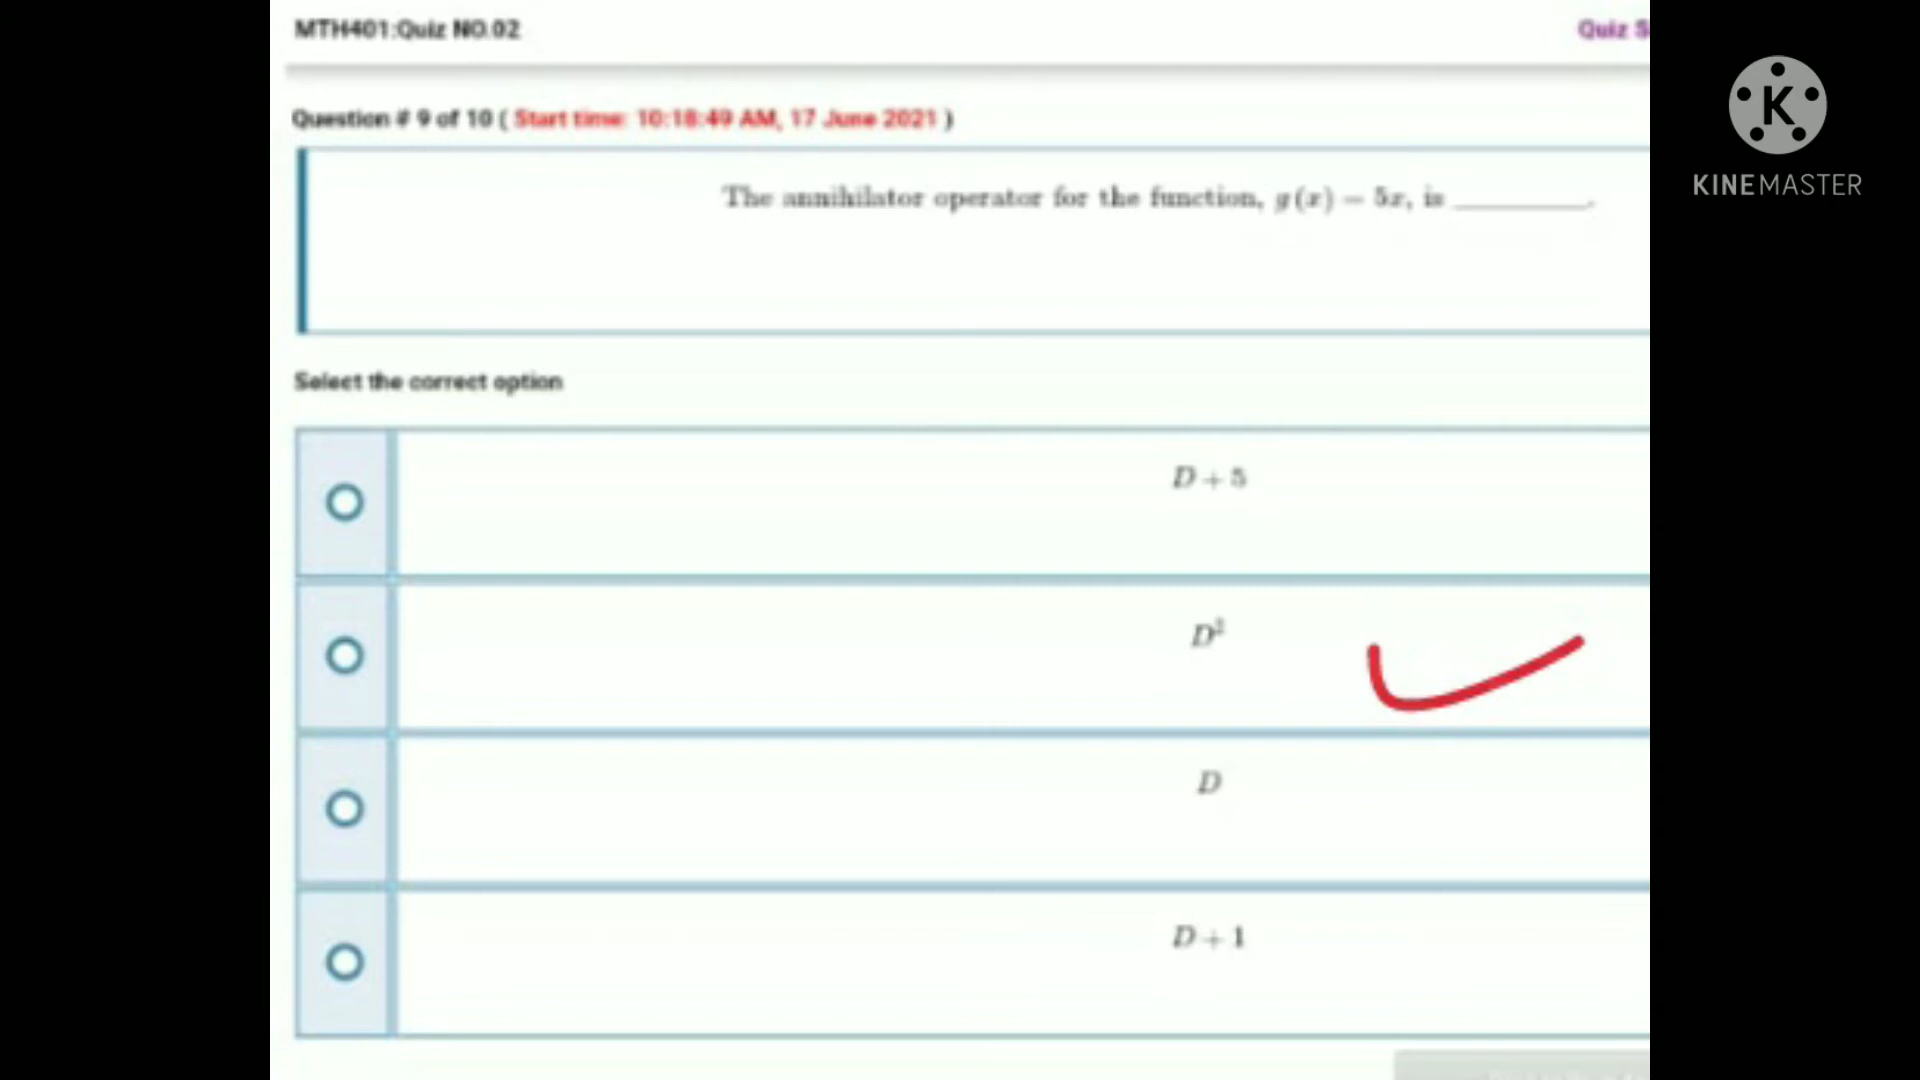 MTH401:Quiz NO.02
Quiz S
Question # 9 of 10 ( Start time: 10:18:49 AM, 17 June 2021 )
The annihilator operator for the function, g(x) = 5x, is __________.
Select the correct option
D + 5
D²
D
D + 1
K
KINEMASTER